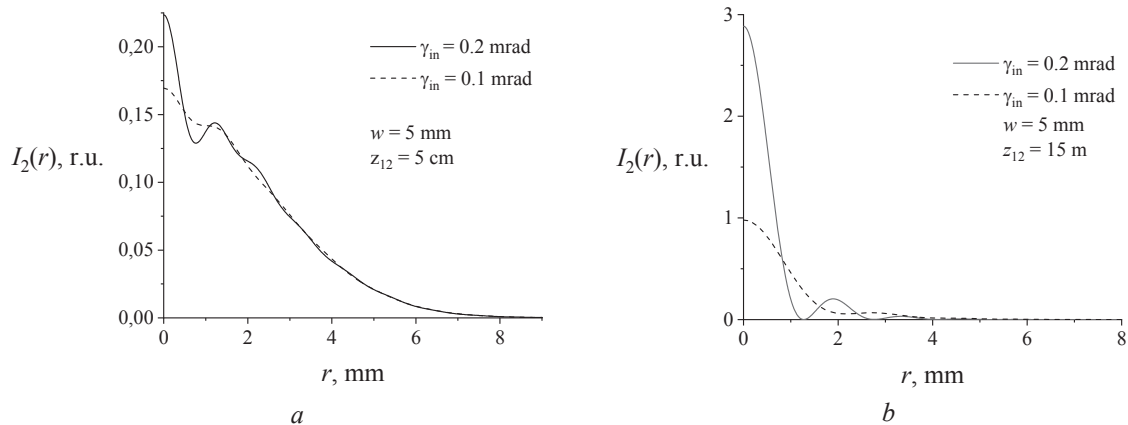 0,20
0,15
0,10
0,05
0,00
I₂(r), r.u.
γin = 0.2 mrad
γin = 0.1 mrad
w = 5 mm
z12 = 5 cm
0 2 4 6 8
r, mm
a
3
2
1
0
I₂(r), r.u.
γin = 0.2 mrad
γin = 0.1 mrad
w = 5 mm
z12 = 15 m
0 2 4 6 8
r, mm
b